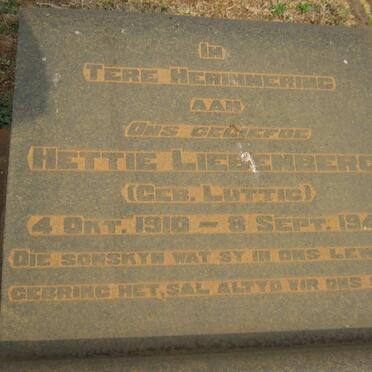 IN
TERE HERINNERING
AAN
ONS GELIEFDE
HETTIE LIEBENBERG
(GEB. LUTTIG)
4 OKT. 1910 – 8 SEPT. 194
DIE SONSKYN WAT SY IN ONS LEW
GEBRING HET, SAL ALTYD VIR ONS S